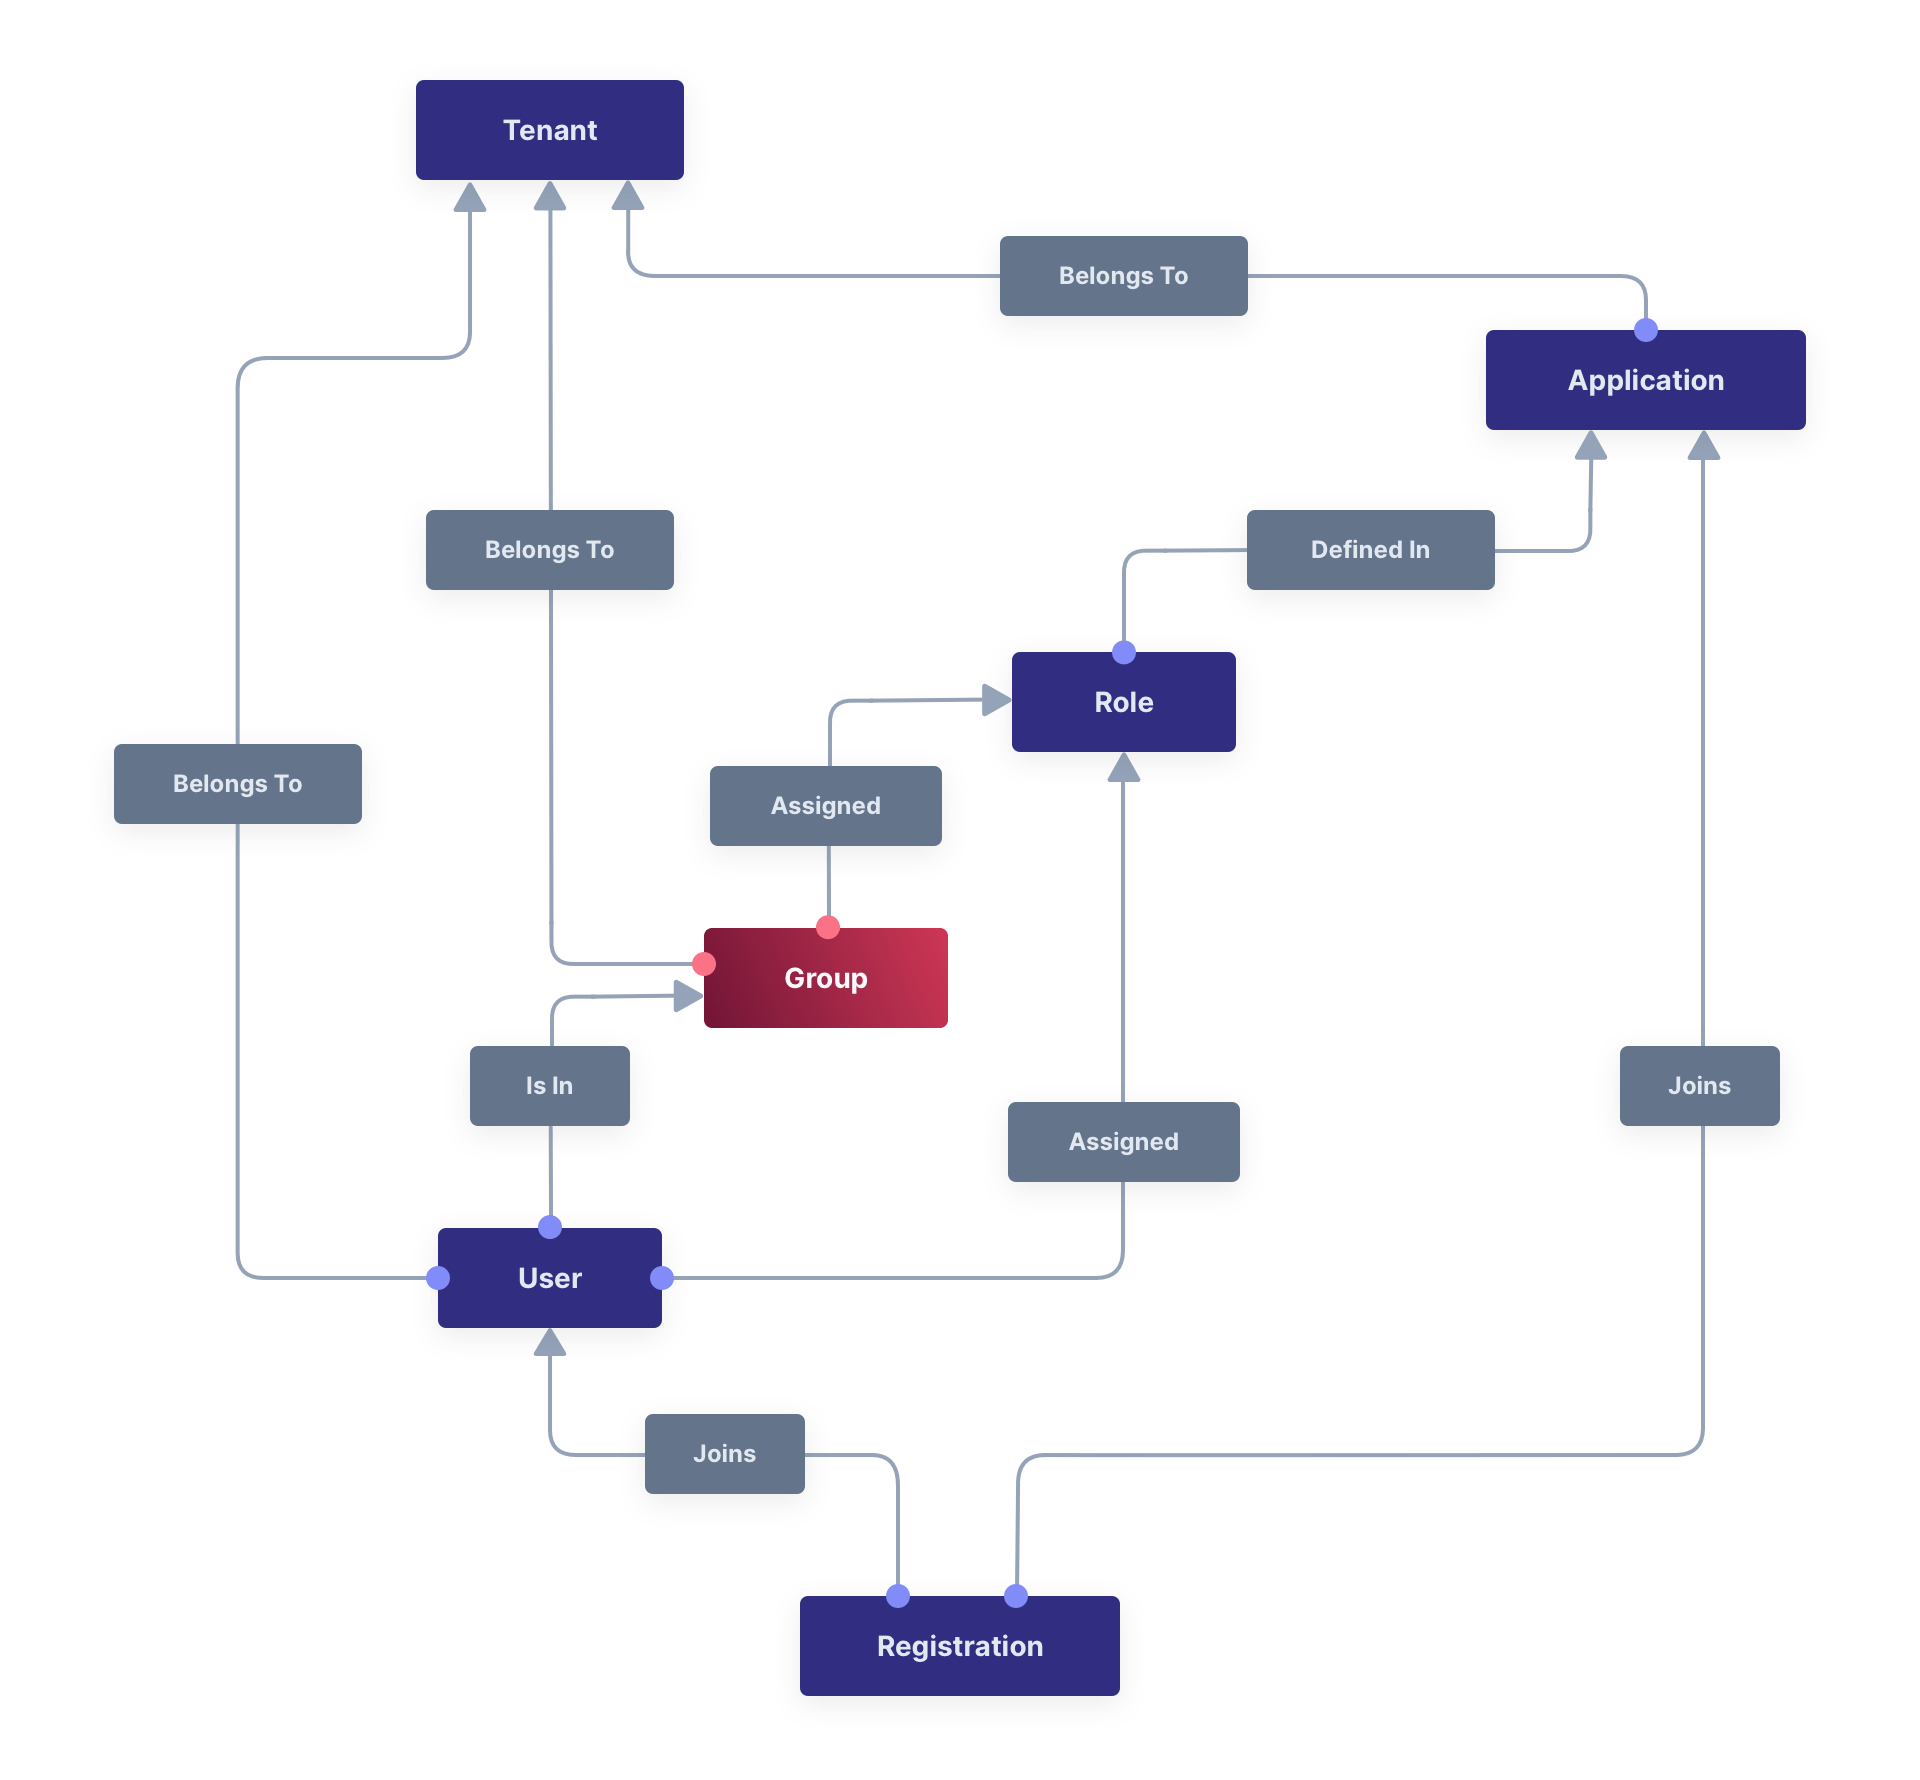 Tenant
Belongs To
Application
Belongs To
Defined In
Role
Belongs To
Assigned
Group
Is In
Joins
Assigned
User
Joins
Registration